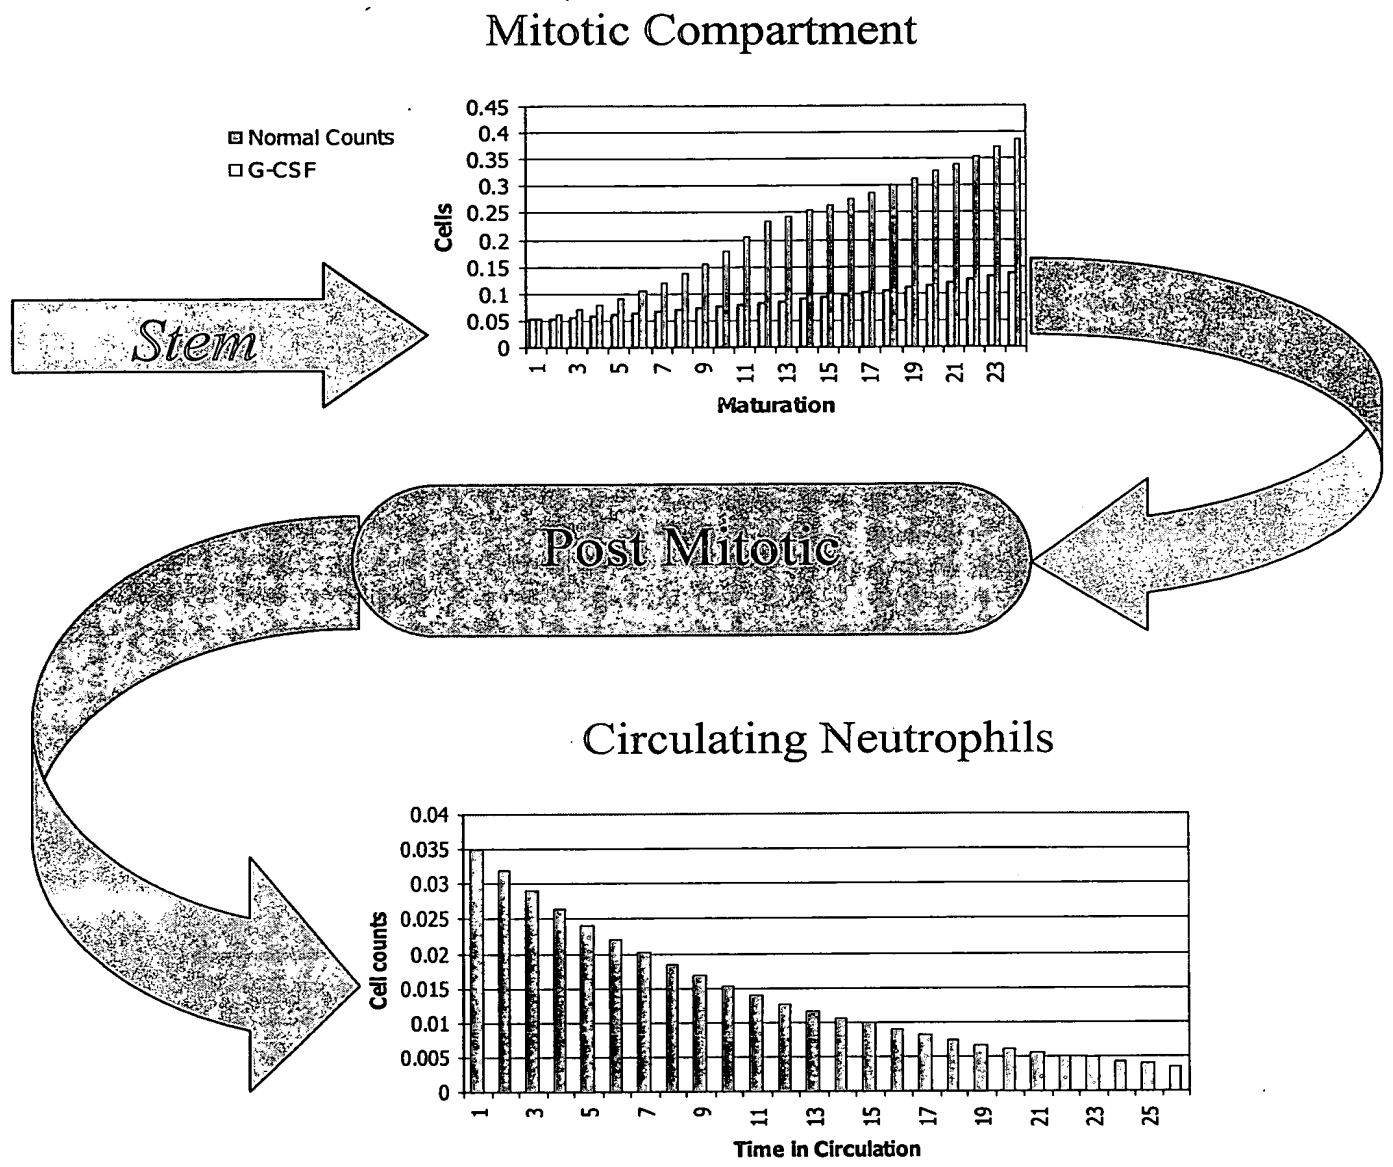 Mitotic Compartment
Normal Counts
G-CSF
Cells
0.45
0.4
0.35
0.3
0.25
0.2
0.15
0.1
0.05
0
1 3 5 7 9 11 13 15 17 19 21 23
Maturation
Stem
Post Mitotic
Circulating Neutrophils
Cell counts
0.04
0.035
0.03
0.025
0.02
0.015
0.01
0.005
0
1 3 5 7 9 11 13 15 17 19 21 23 25
Time in Circulation